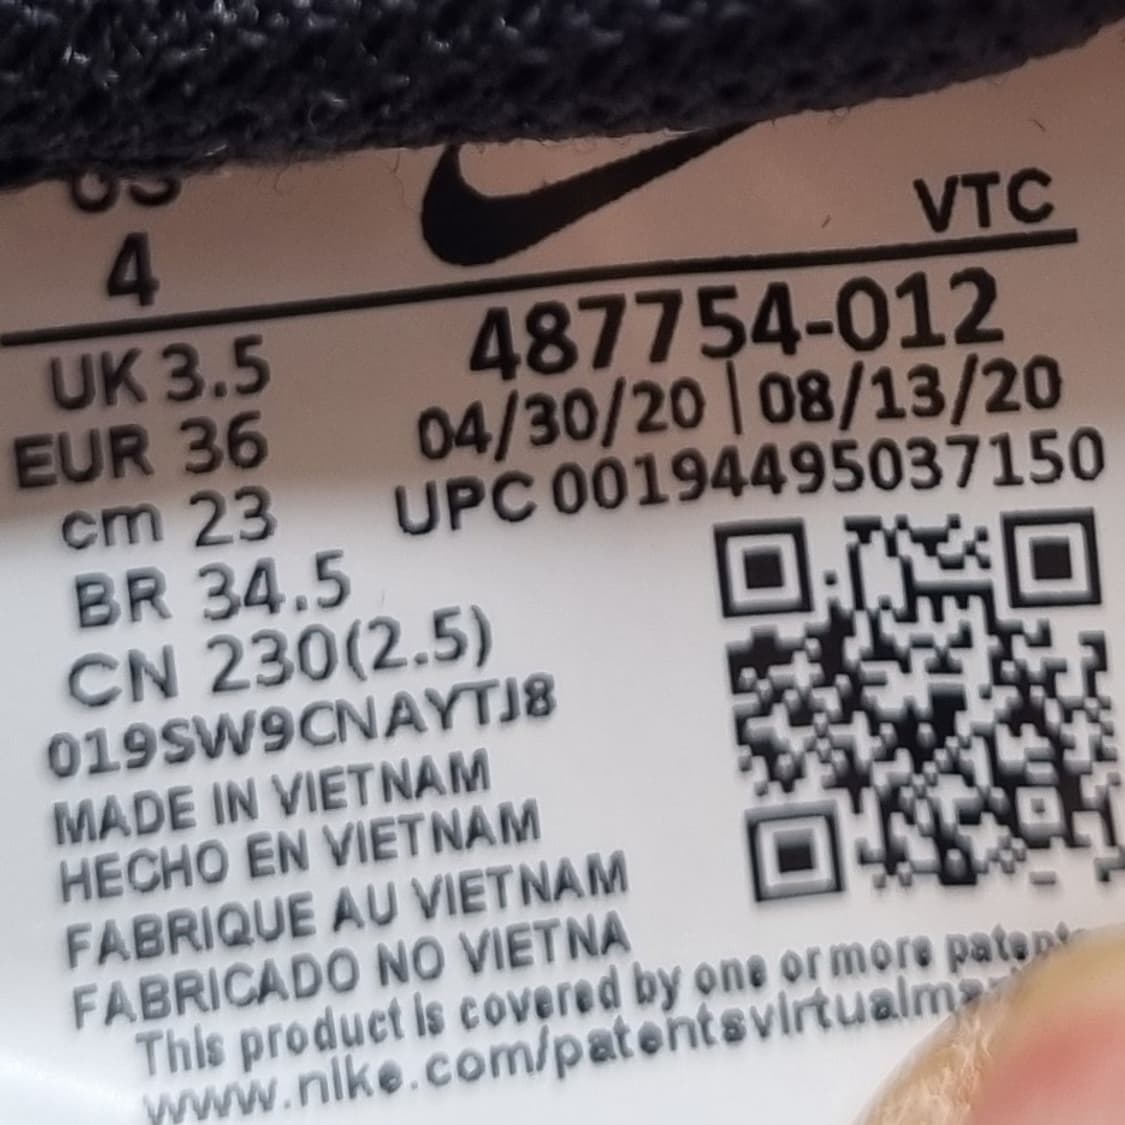 US
4
VTC
UK 3.5
487754-012
EUR 36
04/30/20 | 08/13/20
cm 23
UPC 00194495037150
BR 34.5
CN 230(2.5)
019SW9CNAYTJ8
MADE IN VIETNAM
HECHO EN VIETNAM
FABRIQUE AU VIETNAM
FABRICADO NO VIETNA
This product is covered by one or more
www.nike.com/patentsvirtualma